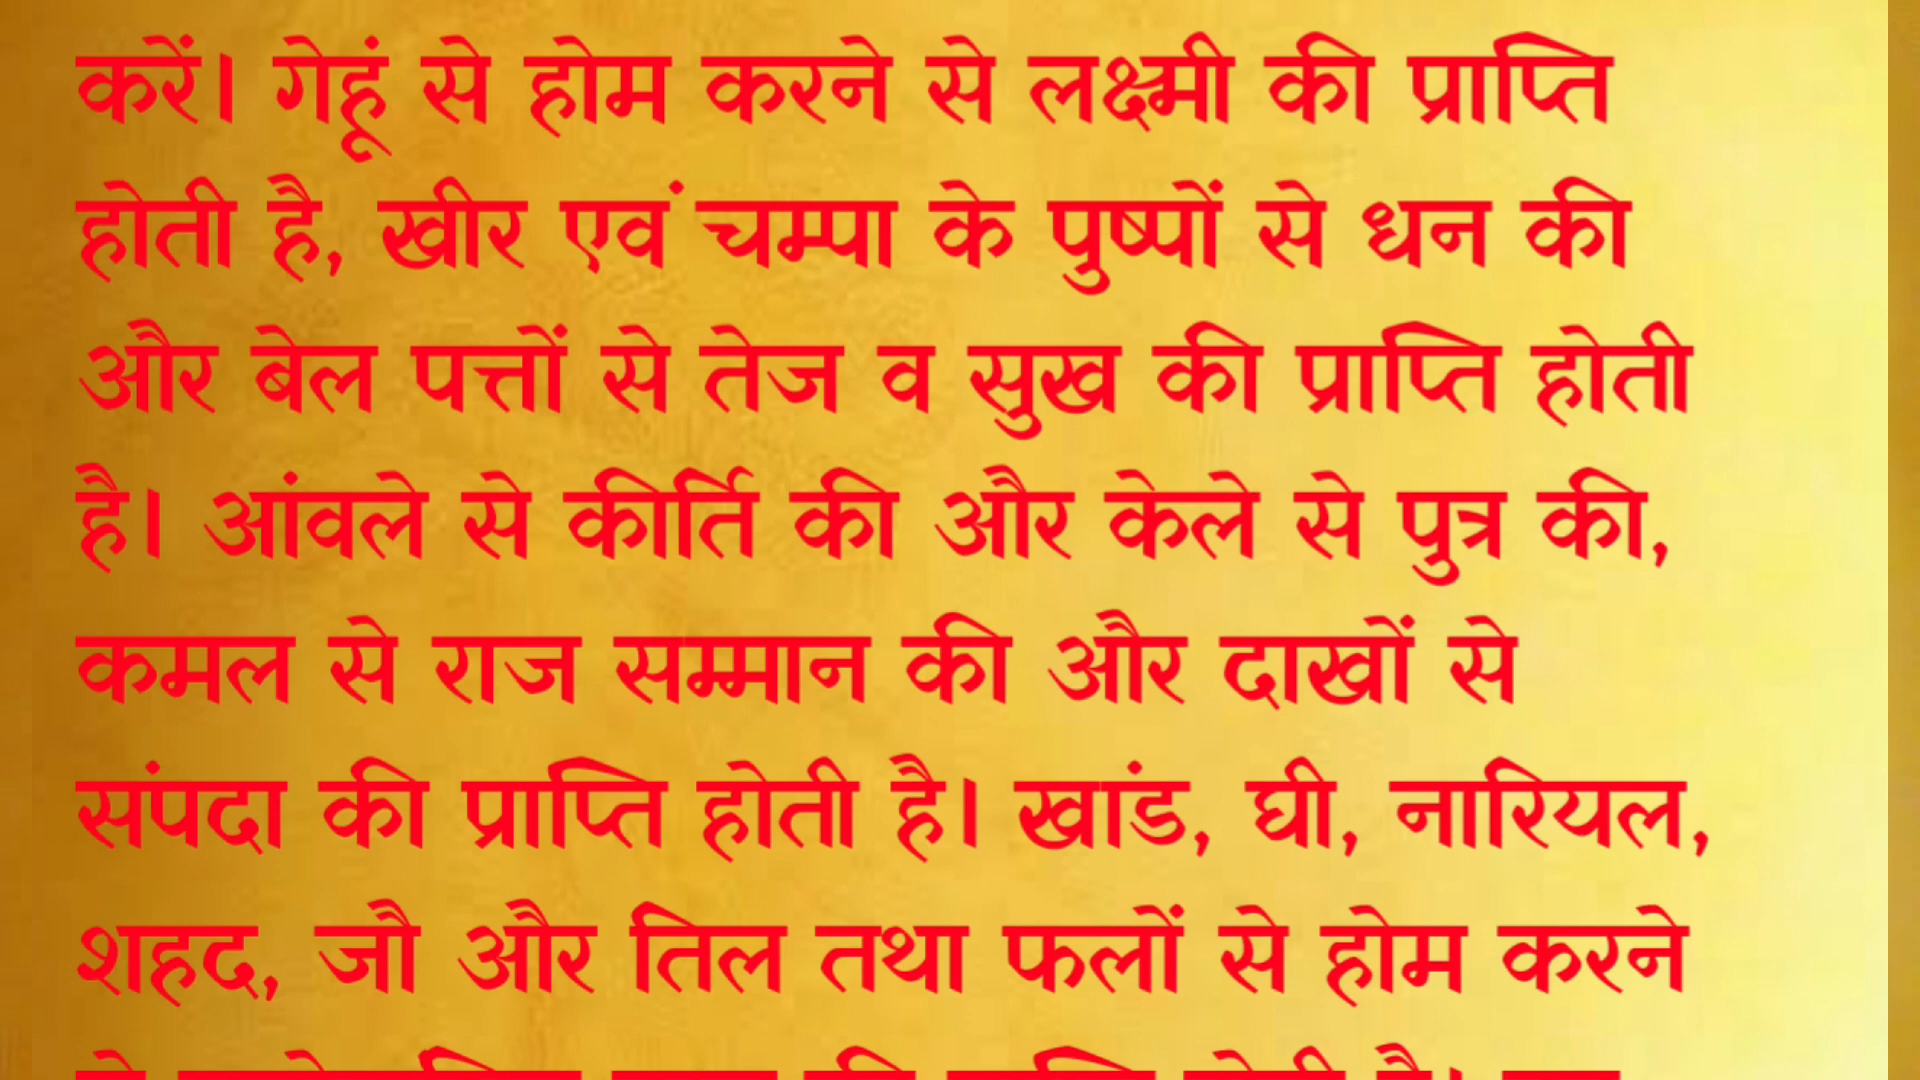 करें। गेहूं से होम करने से लक्ष्मी की प्राप्ति
होती है, खीर एवं चम्पा के पुष्पों से धन की
और बेल पत्तों से तेज व सुख की प्राप्ति होती
है। आंवले से कीर्ति की और केले से पुत्र की,
कमल से राज सम्मान की और दाखों से
संपदा की प्राप्ति होती है। खांड, घी, नारियल,
शहद, जौ और तिल तथा फलों से होम करने